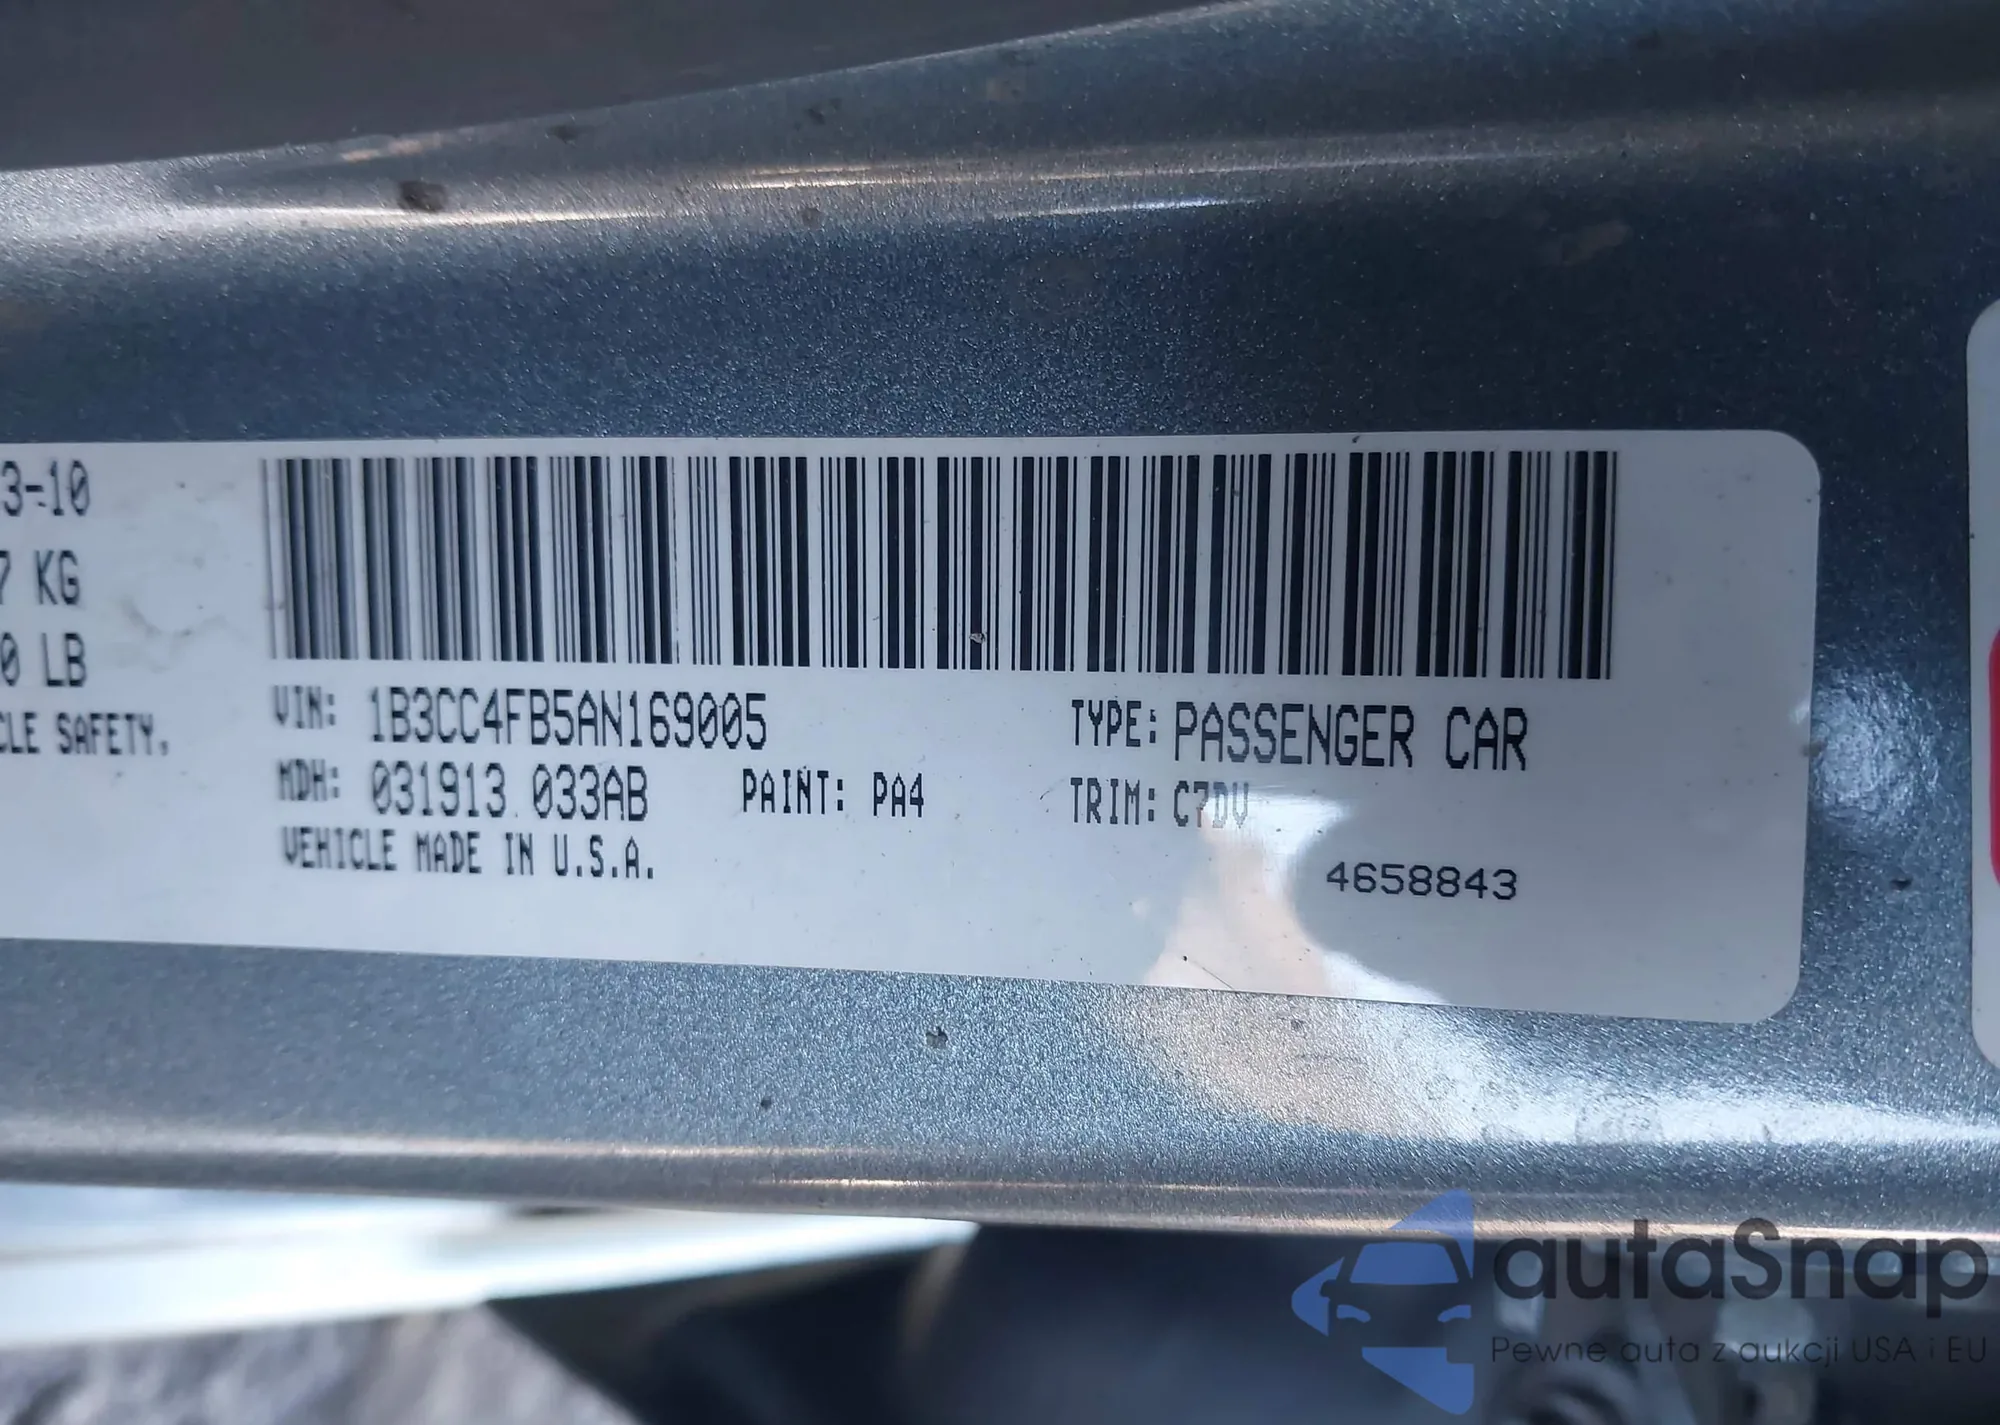 3-10
7 KG
0 LB
CLE SAFETY.
VIN: 1B3CC4FB5AN169005
TYPE: PASSENGER CAR
MDH: 031913 033AB
PAINT: PA4
TRIM: C7DV
VEHICLE MADE IN U.S.A.
4658843
autaSnap
Pewne auta z aukcji USA i EU